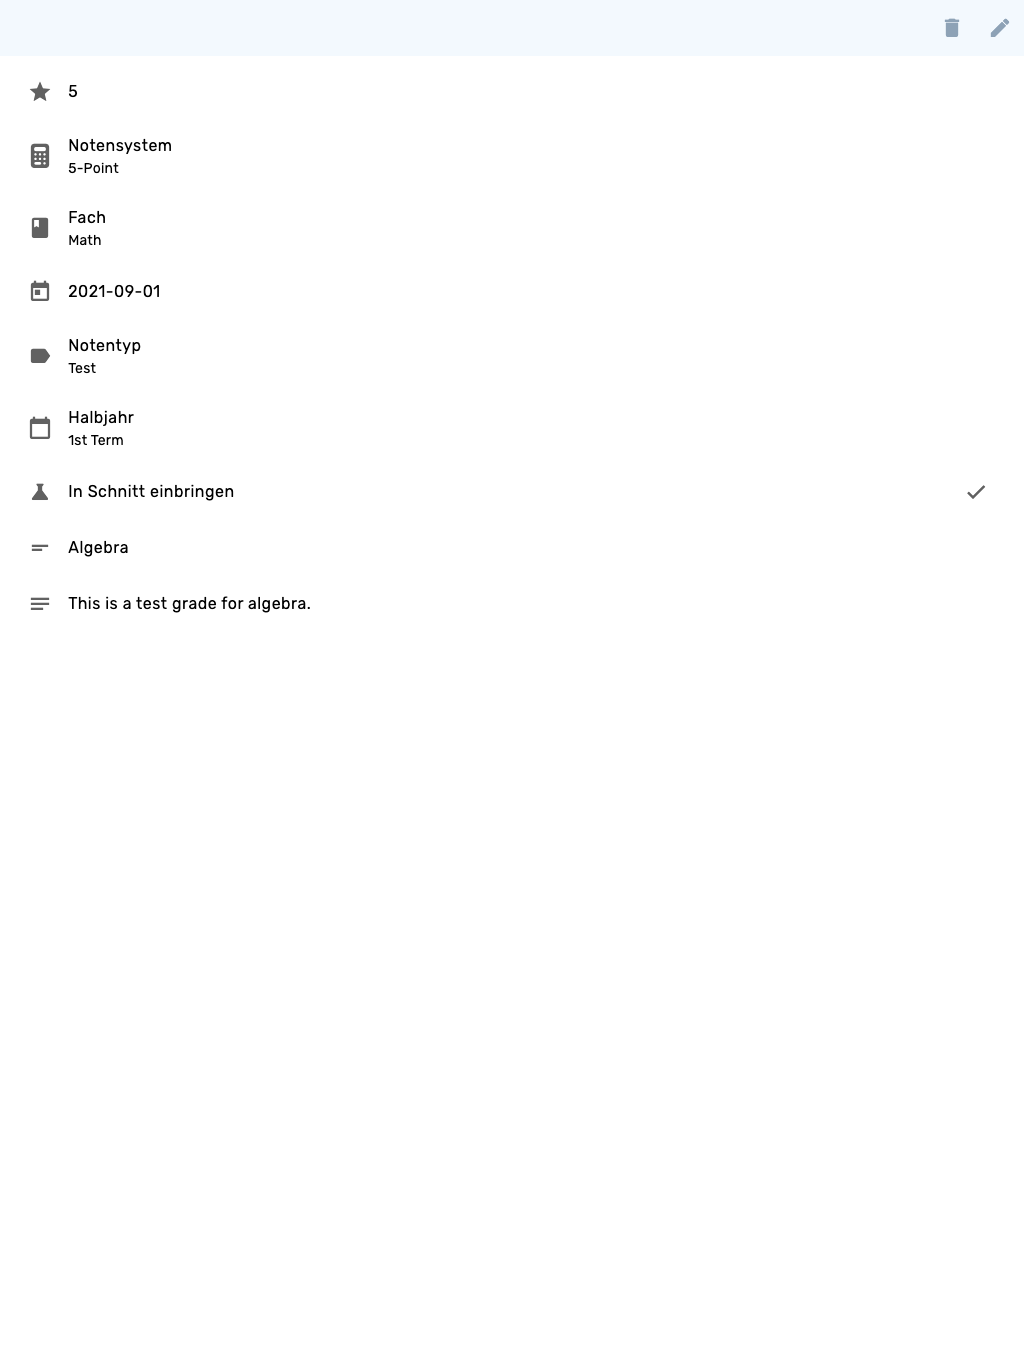 5
Notensystem
5-Point
Fach
Math
2021-09-01
Notentyp
Test
Halbjahr
1st Term
In Schnitt einbringen
Algebra
This is a test grade for algebra.